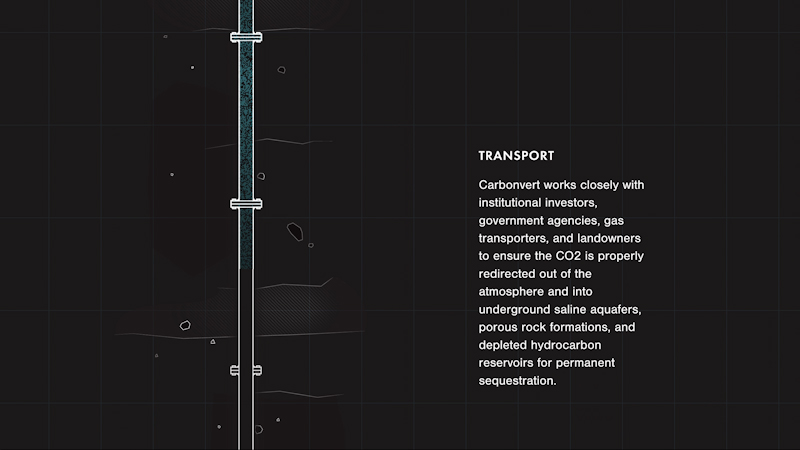 TRANSPORT
Carbonvert works closely with
institutional investors,
government agencies, gas
transporters, and landowners
to ensure the CO2 is properly
redirected out of the
atmosphere and into
underground saline aquafers,
porous rock formations, and
depleted hydrocarbon
reservoirs for permanent
sequestration.